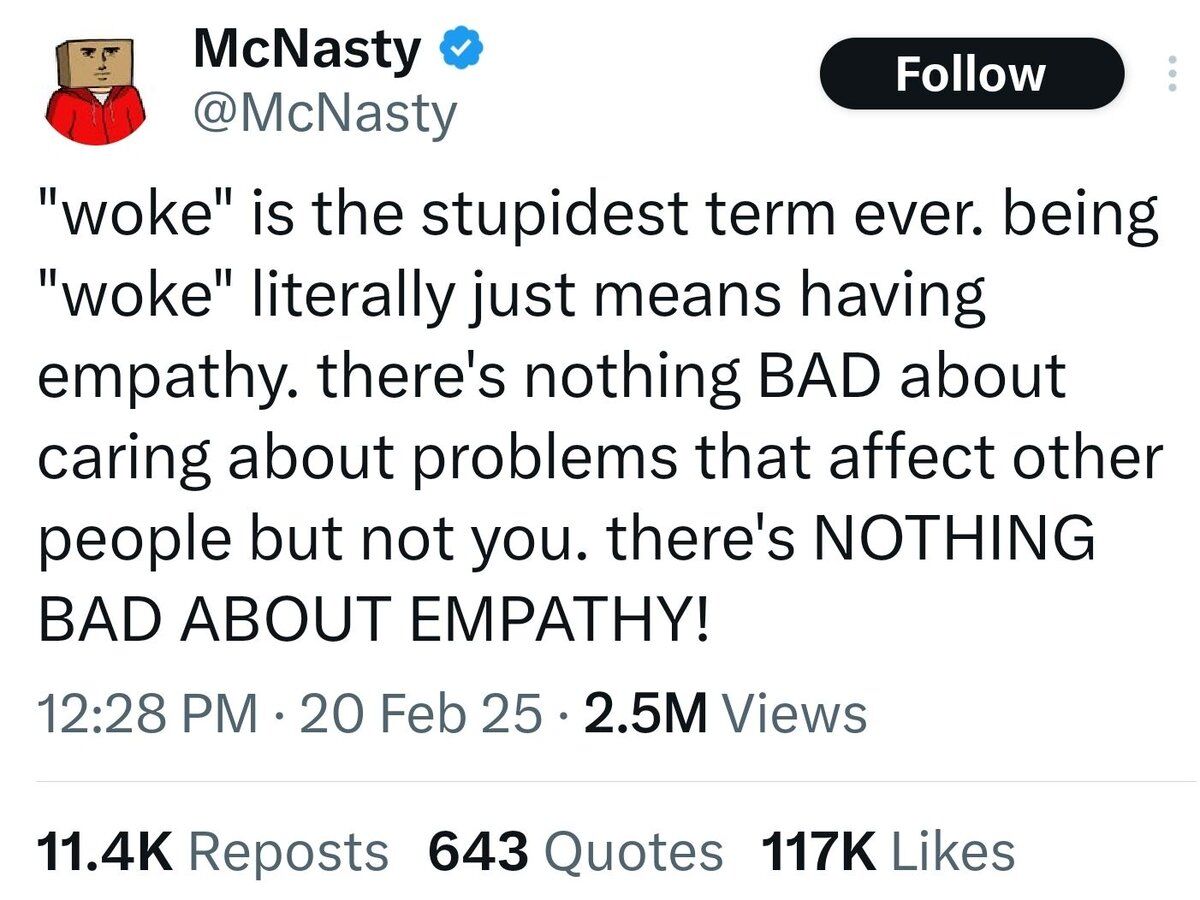 McNasty
@McNasty
Follow
"woke" is the stupidest term ever. being
"woke" literally just means having
empathy. there's nothing BAD about
caring about problems that affect other
people but not you. there's NOTHING
BAD ABOUT EMPATHY!
12:28 PM · 20 Feb 25 · 2.5M Views
11.4K Reposts 643 Quotes 117K Likes